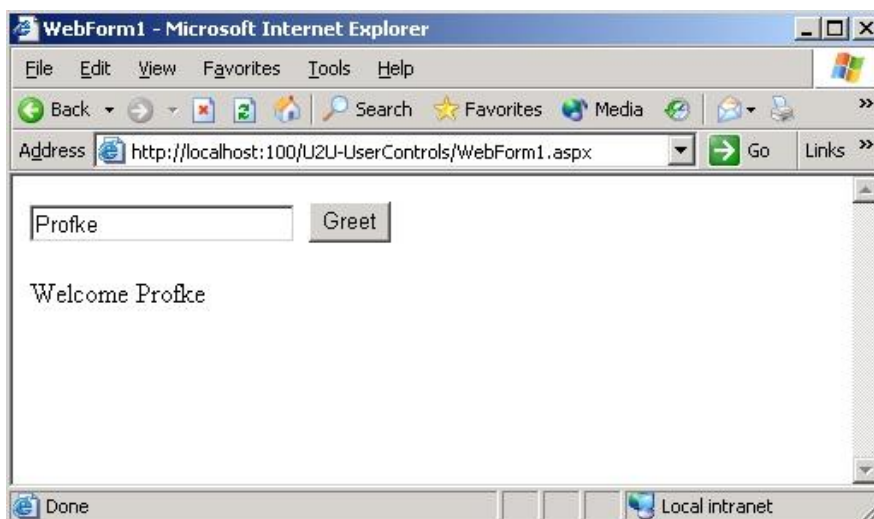 WebForm1 - Microsoft Internet Explorer
File Edit View Favorites Tools Help
Back Search Favorites Media »
Address http://localhost:100/U2U-UserControls/WebForm1.aspx Go Links »
Profke Greet
Welcome Profke
Done Local intranet